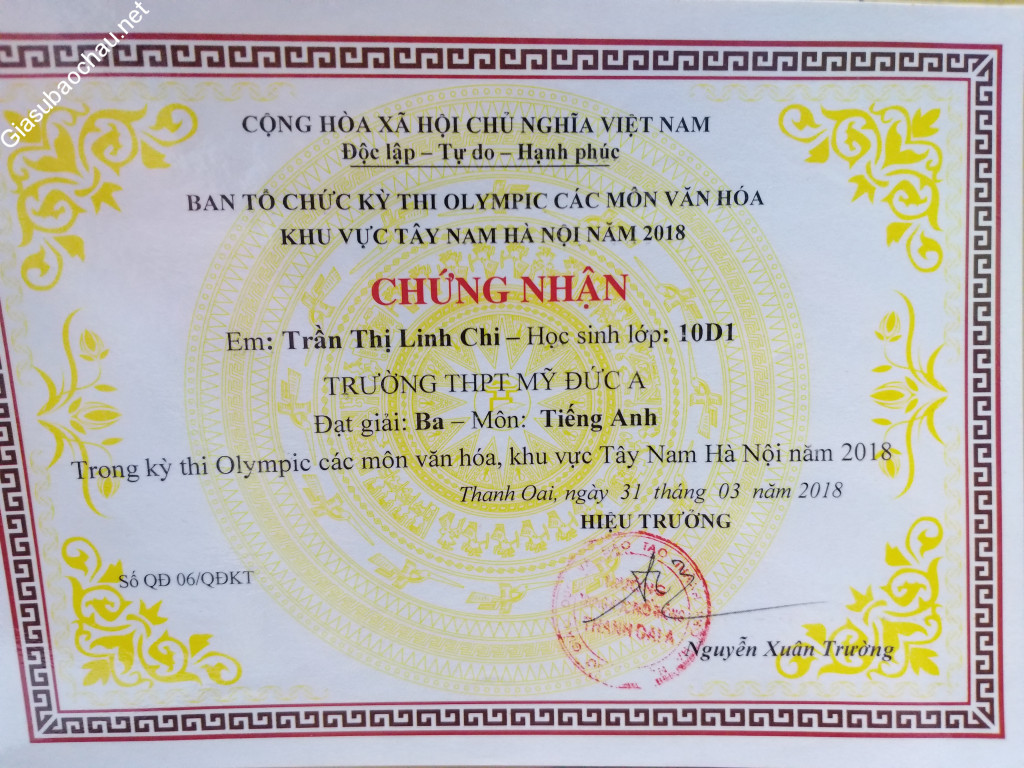 Giasubaochau.net
CỘNG HÒA XÃ HỘI CHỦ NGHĨA VIỆT NAM
Độc lập – Tự do – Hạnh phúc
BAN TỔ CHỨC KỲ THI OLYMPIC CÁC MÔN VĂN HÓA
KHU VỰC TÂY NAM HÀ NỘI NĂM 2018
CHỨNG NHẬN
Em: Trần Thị Linh Chi – Học sinh lớp: 10D1
TRƯỜNG THPT MỸ ĐỨC A
Đạt giải: Ba – Môn: Tiếng Anh
Trong kỳ thi Olympic các môn văn hóa, khu vực Tây Nam Hà Nội năm 2018
Thanh Oai, ngày 31 tháng 03 năm 2018
HIỆU TRƯỞNG
Số QĐ 06/QĐKT
TRƯỜNG
THANH OAI A
Nguyễn Xuân Trường